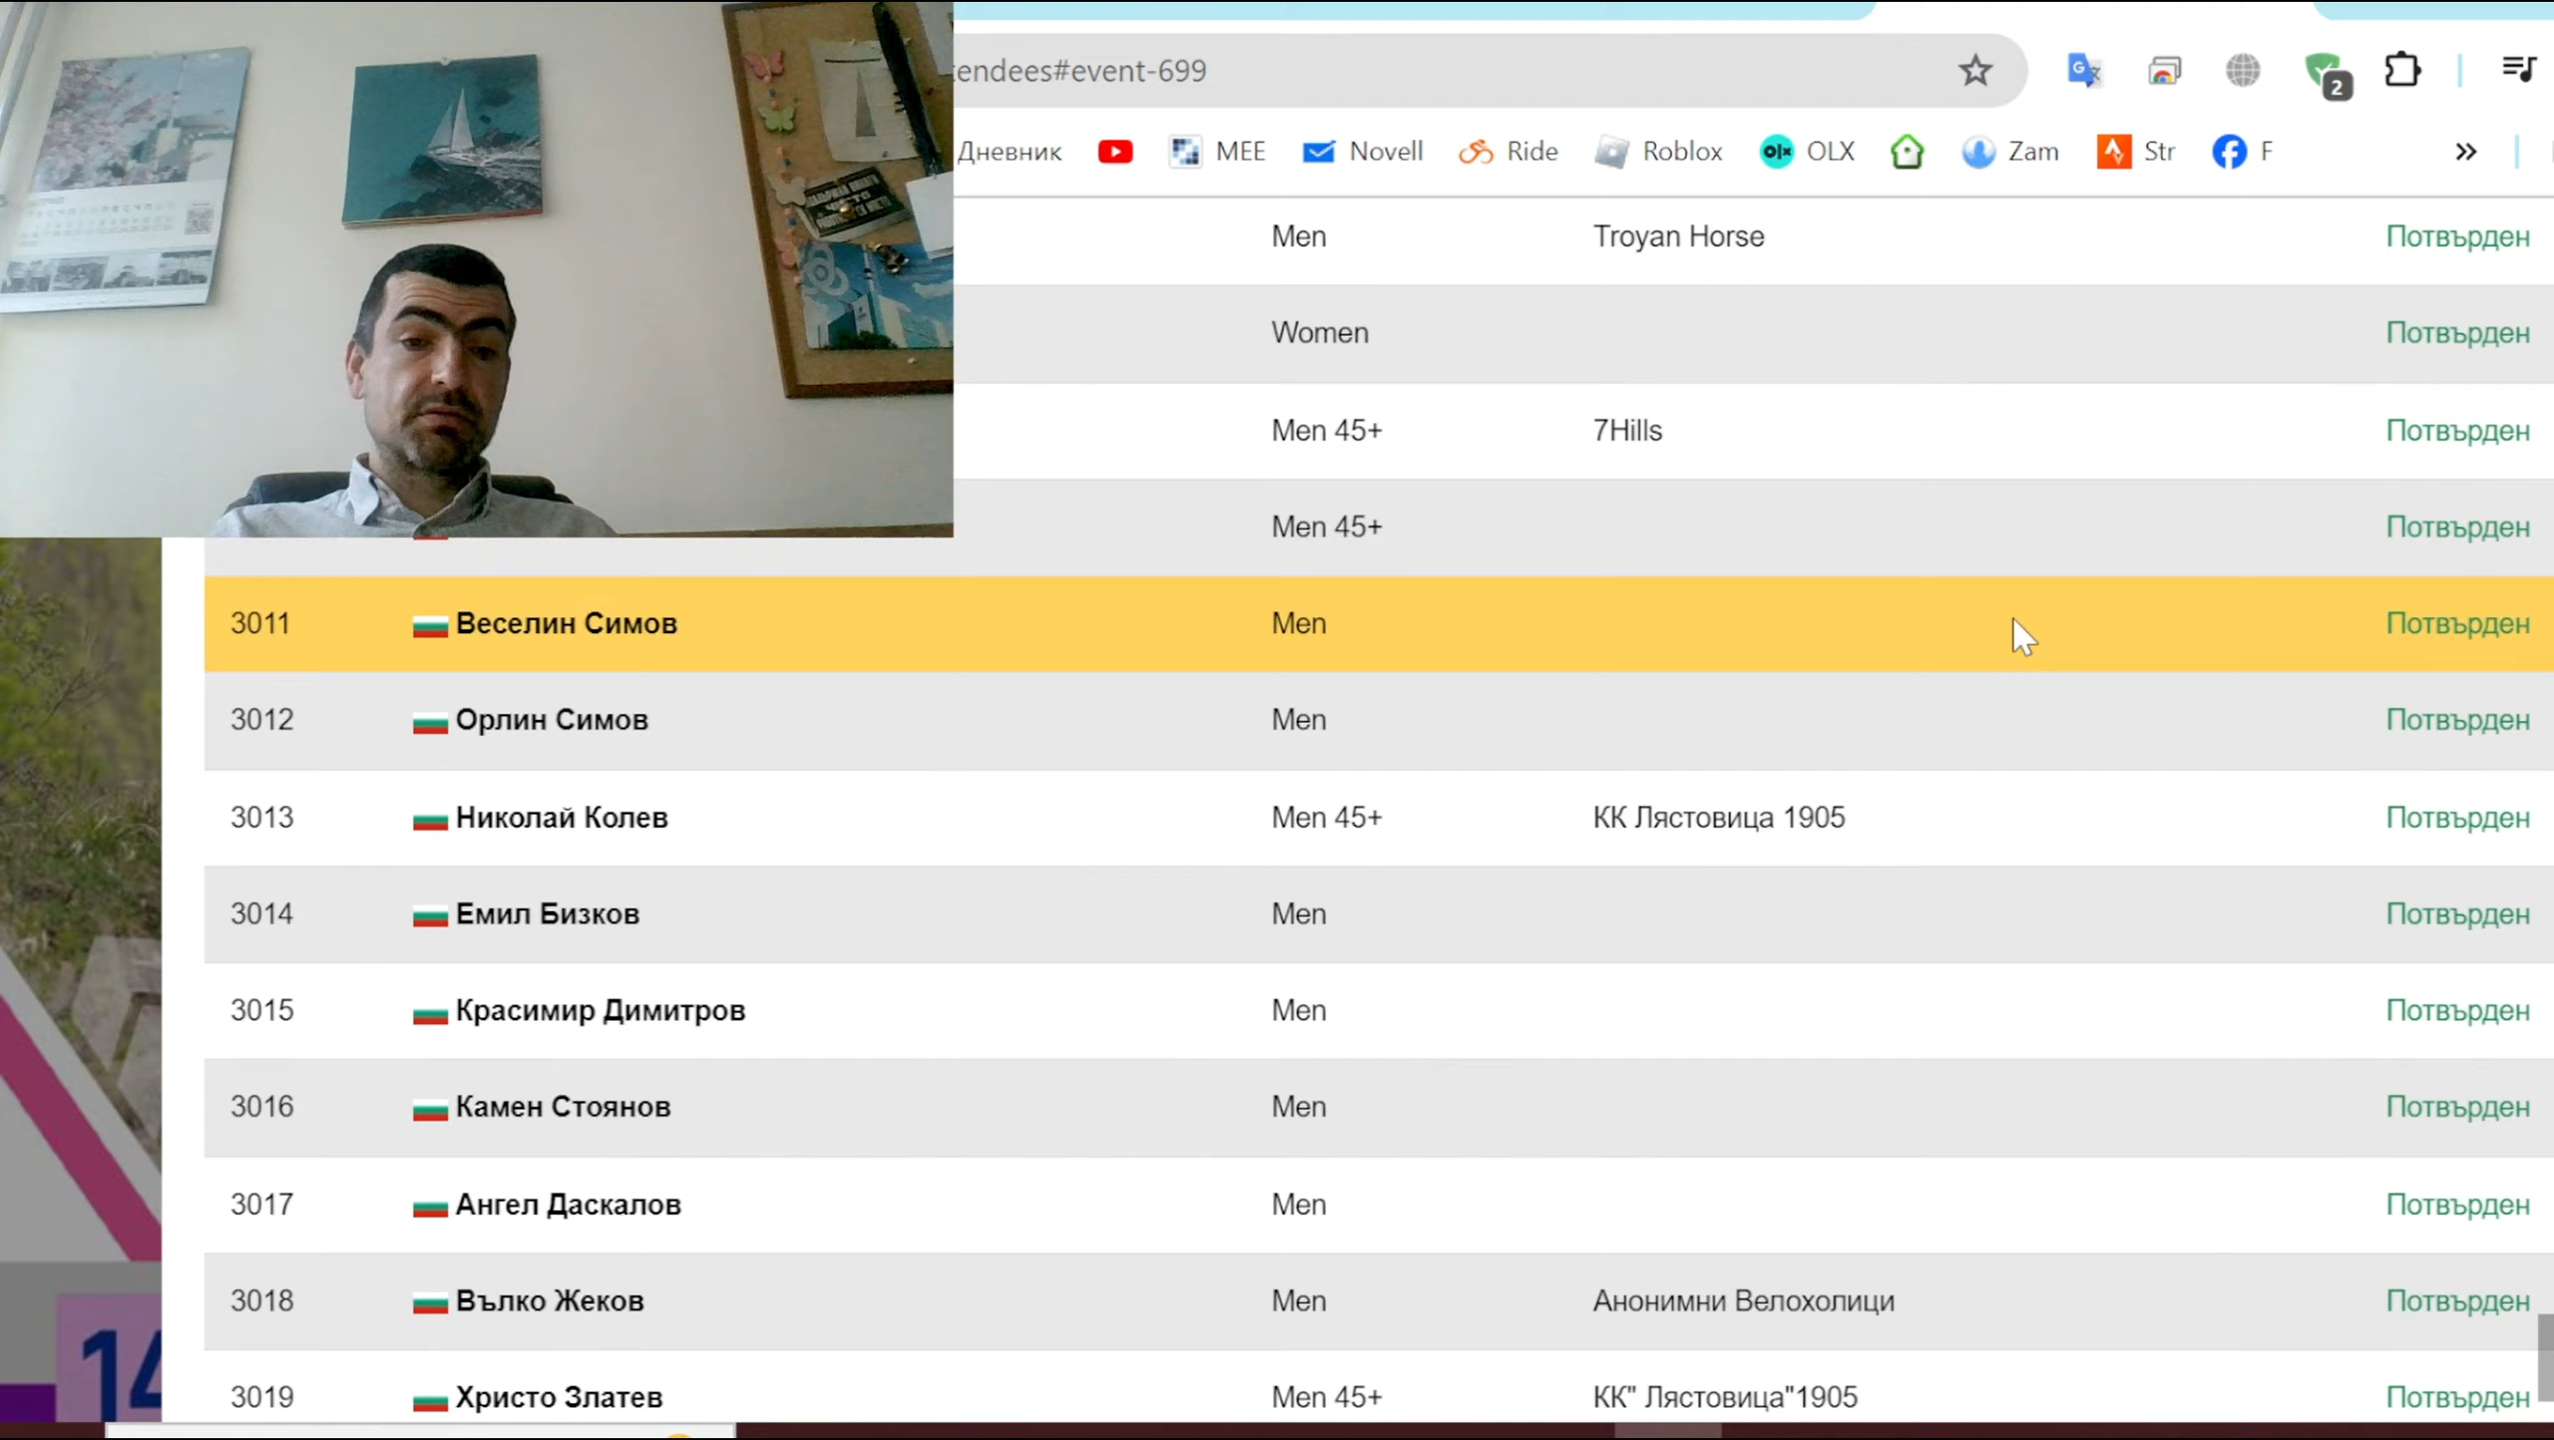 tendees#event-699
2
Дневник MEE Novell Ride Roblox OLX Zam Str F »
Men Troyan Horse Потвърден
Women Потвърден
Men 45+ 7Hills Потвърден
Men 45+ Потвърден
3011 Веселин Симов Men Потвърден
3012 Орлин Симов Men Потвърден
3013 Николай Колев Men 45+ КК Лястовица 1905 Потвърден
3014 Емил Бизков Men Потвърден
3015 Красимир Димитров Men Потвърден
3016 Камен Стоянов Men Потвърден
3017 Ангел Даскалов Men Потвърден
3018 Вълко Жеков Men Анонимни Велохолици Потвърден
3019 Христо Златев Men 45+ КК" Лястовица"1905 Потвърден
14